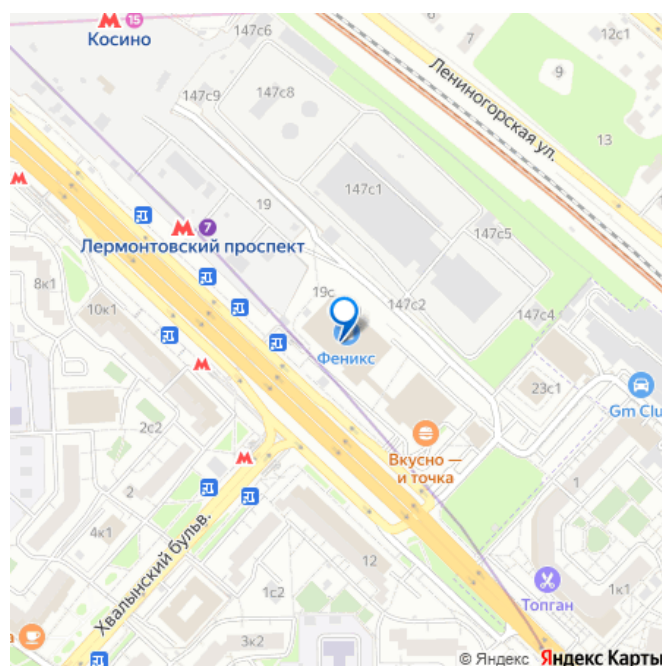 М 15
Косино
147с6
7
12с1
Лениногорская ул.
9
147с9
147с8
13
147с1
М
19
М 7
Лермонтовский проспект
147с5
8к1
19с
147с2
147с4
10к1
Феникс
М
23с1
Gm Clu
2с2
М
Вкусно —
и точка
2
1
4к1
Хвалынский бульв.
12
1с2
1к1
Топган
а
3к2
© Яндекс Яндекс Карты